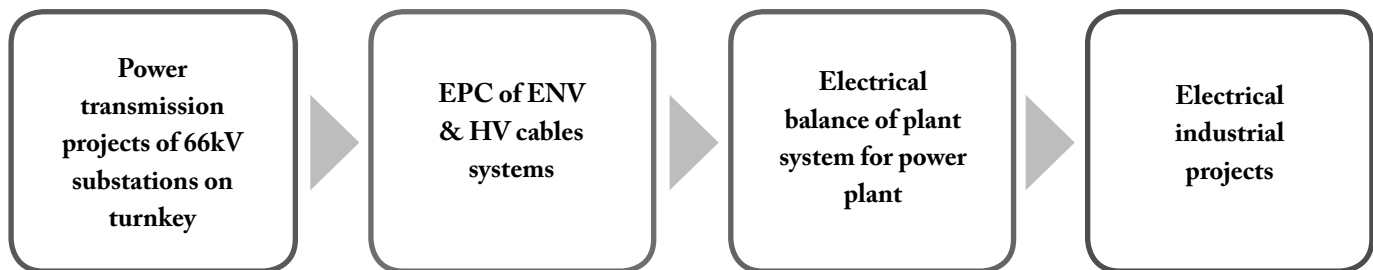 Power
transmission
projects of 66kV
substations on
turnkey
EPC of ENV
& HV cables
systems
Electrical
balance of plant
system for power
plant
Electrical
industrial
projects